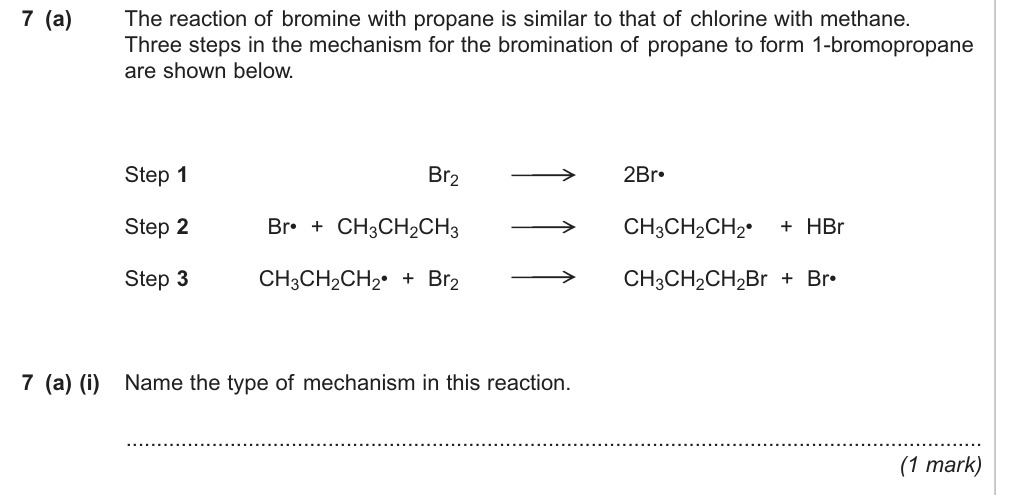 7 (a) The reaction of bromine with propane is similar to that of chlorine with methane.
Three steps in the mechanism for the bromination of propane to form 1-bromopropane
are shown below.
Step 1 Br₂ ⟶ 2Br•
Step 2 Br• + CH₃CH₂CH₃ ⟶ CH₃CH₂CH₂• + HBr
Step 3 CH₃CH₂CH₂• + Br₂ ⟶ CH₃CH₂CH₂Br + Br•
7 (a) (i) Name the type of mechanism in this reaction.
(1 mark)